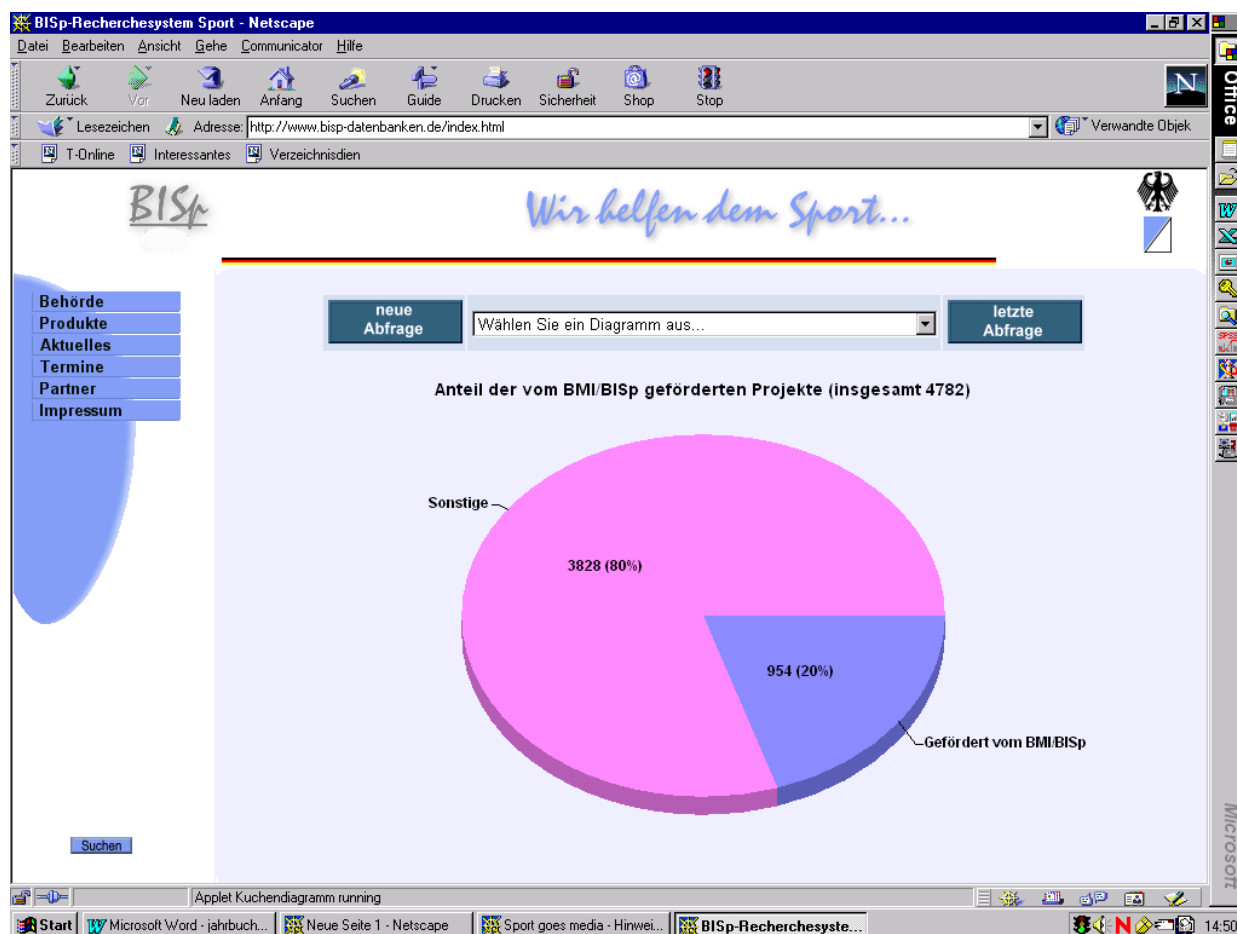 BISp-Recherchesystem Sport - Netscape
Datei Bearbeiten Ansicht Gehe Communicator Hilfe
Zurück Vor Neu laden Anfang Suchen Guide Drucken Sicherheit Shop Stop
N
Lesezeichen Adresse: http://www.bisp-datenbanken.de/index.html Verwandte Objek
T-Online Interessantes Verzeichnisdien
Office
BISp
Wir helfen dem Sport...
Behörde
Produkte
Aktuelles
Termine
Partner
Impressum
neue
Abfrage
Wählen Sie ein Diagramm aus...
letzte
Abfrage
Anteil der vom BMI/BISp geförderten Projekte (insgesamt 4782)
Sonstige
3828 (80%)
954 (20%)
Gefördert vom BMI/BISp
Suchen
Microsoft
Applet Kuchendiagramm running
Start Microsoft Word - jahrbuch... Neue Seite 1 - Netscape Sport goes media - Hinwei... BISp-Recherchesyste... N 14:50